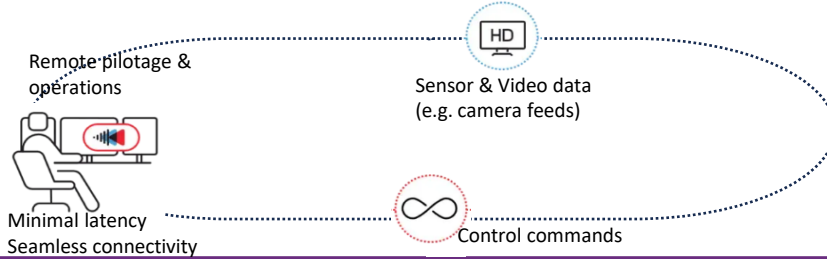 HD
Remote pilotage &
operations
Sensor & Video data
(e.g. camera feeds)
Minimal latency
Seamless connectivity
Control commands